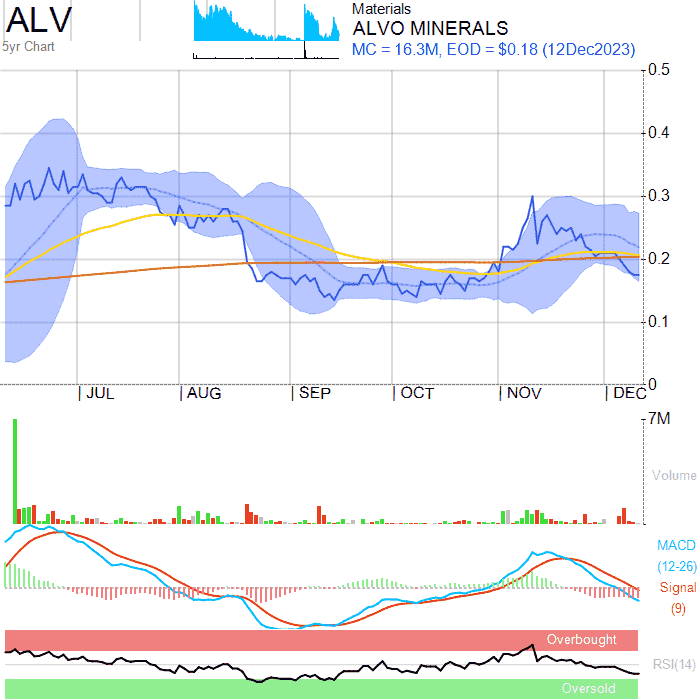 ALV
5yr Chart
Materials
ALVO MINERALS
MC = 16.3M, EOD = $0.18 (12Dec2023)
0.5
0.4
0.3
0.2
0.1
0
| JUL | AUG | SEP | OCT | NOV | DEC
7M
Volume
MACD
(12-26)
Signal
(9)
Overbought
RSI(14)
Oversold